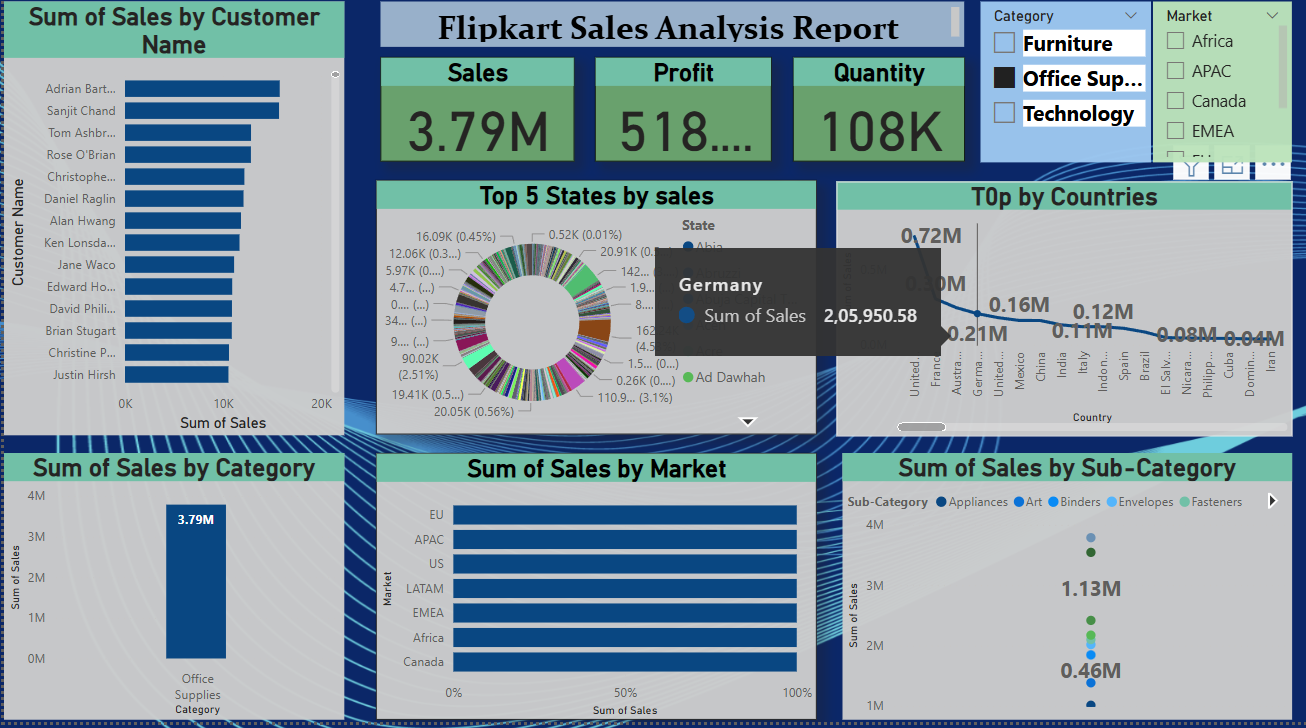 Sum of Sales by Customer
Name
Customer Name
Adrian Bart...
Sanjit Chand
Tom Ashbr...
Rose O'Brian
Christophe...
Daniel Raglin
Alan Hwang
Ken Lonsda...
Jane Waco
Edward Ho...
David Phili...
Brian Stugart
Christine P...
Justin Hirsh
0K 10K 20K
Sum of Sales
Flipkart Sales Analysis Report
Sales
3.79M
Profit
518....
Quantity
108K
Category
Furniture
Office Sup...
Technology
Market
Africa
APAC
Canada
EMEA
Top 5 States by sales
16.09K (0.45%)
12.06K (0.3...)
5.97K (0....)
4.7... (...)
0... (...)
34... (...)
9... (...)
90.02K
(2.51%)
19.41K (0.5...)
20.05K (0.56%)
0.52K (0.01%)
20.91K (0.5...
142...
1.9...
8...
162
(4.5
1.5... (0...)
0.26K (0....)
110.9... (3.1%)
State
Abia
Ad Dawhah
Germany
Sum of Sales 2,05,950.58
T0p by Countries
0.72M
0.21M
0.16M
0.11M
0.12M
0.08M
0.04M
United...
Franc...
Austra...
Germa...
United...
Mexico
China
India
Italy
Indon...
Spain
Brazil
El Salv...
Nicara...
Philipp...
Cuba
Domin...
Iran
Country
Sum of Sales by Category
Sum of Sales
4M
3M
2M
1M
0M
3.79M
Office
Supplies
Category
Sum of Sales by Market
Market
EU
APAC
US
LATAM
EMEA
Africa
Canada
0% 50% 100%
Sum of Sales
Sum of Sales by Sub-Category
Sub-Category Appliances Art Binders Envelopes Fasteners
Sum of Sales
4M
3M
2M
1M
1.13M
0.46M